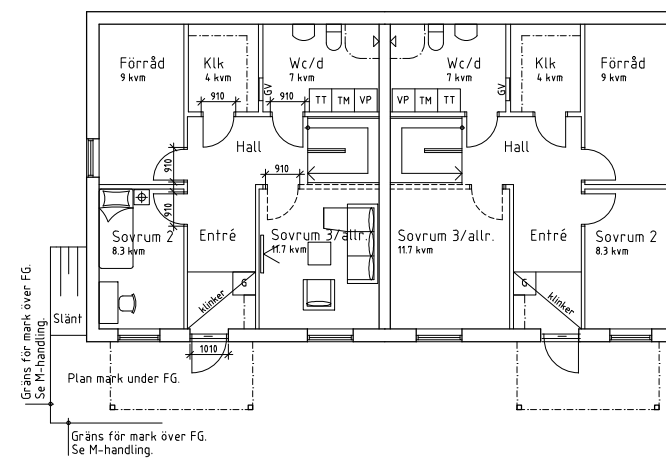 Förråd
9 kvm
Klk
4 kvm
910
Wc/d
7 kvm
GV
910
TT TM VP
Wc/d
7 kvm
GV
VP TM TT
Klk
4 kvm
Förråd
9 kvm
Hall
910
910
910
Hall
Sovrum 2
8.3 kvm
Entré
Sovrum 3/allr.
11.7 kvm
Sovrum 3/allr.
11.7 kvm
Entré
Sovrum 2
8.3 kvm
G
klinker
G
klinker
Slänt
1010
Gräns för mark över FG.
Se M-handling.
Plan mark under FG.
Gräns för mark över FG.
Se M-handling.